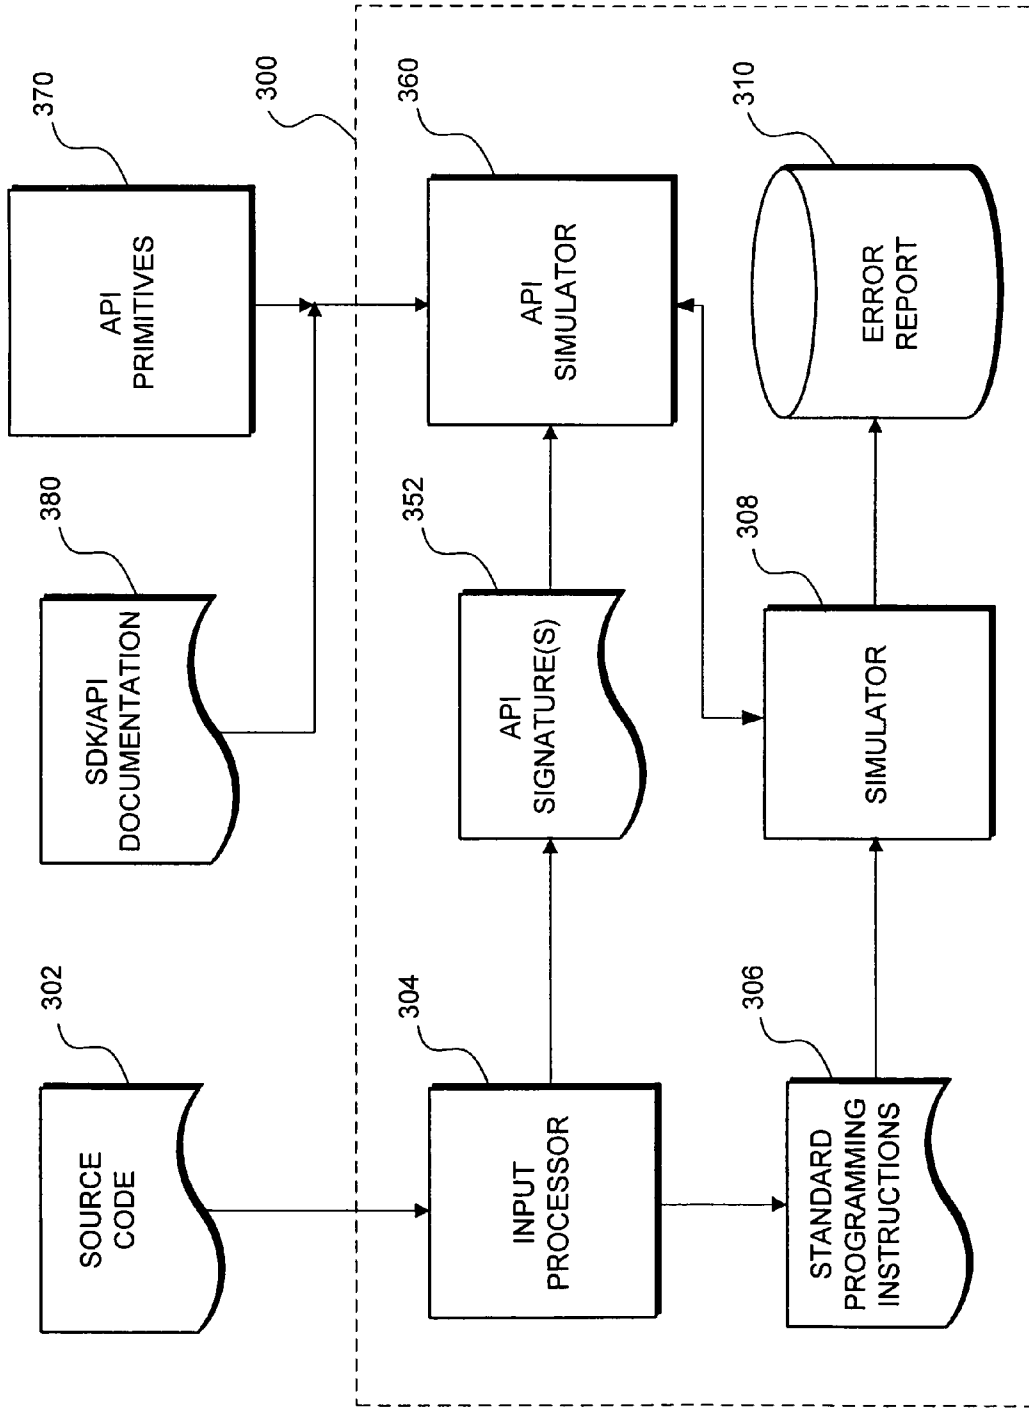 SOURCE
CODE
302
SDK/API
DOCUMENTATION
380
API
PRIMITIVES
370
300
INPUT
PROCESSOR
304
API
SIGNATURE(S)
352
API
SIMULATOR
360
STANDARD
PROGRAMMING
INSTRUCTIONS
306
SIMULATOR
308
ERROR
REPORT
310